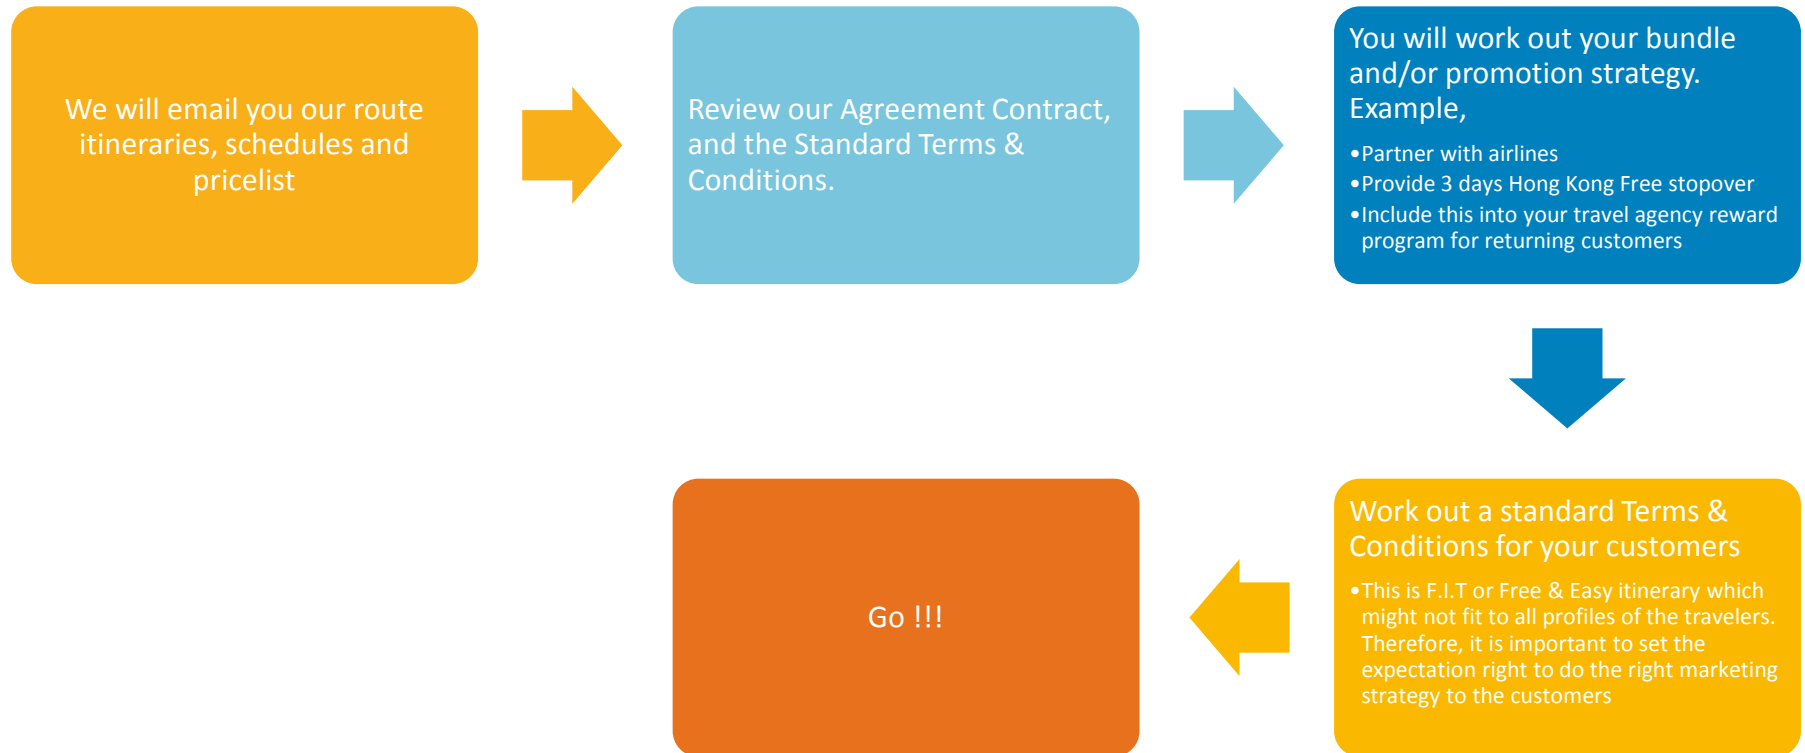 We will email you our route
itineraries, schedules and
pricelist
Review our Agreement Contract,
and the Standard Terms &
Conditions.
You will work out your bundle
and/or promotion strategy.
Example,
•Partner with airlines
•Provide 3 days Hong Kong Free stopover
•Include this into your travel agency reward
program for returning customers
Work out a standard Terms &
Conditions for your customers
•This is F.I.T or Free & Easy itinerary which
might not fit to all profiles of the travelers.
Therefore, it is important to set the
expectation right to do the right marketing
strategy to the customers
Go !!!